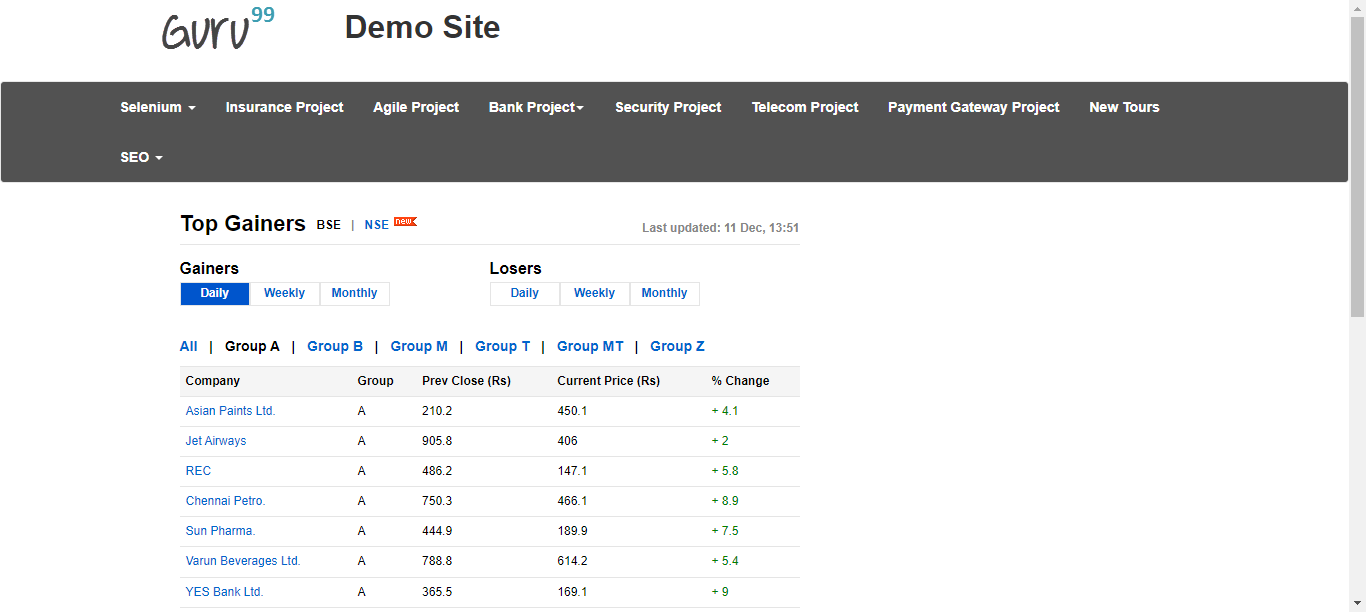 Guru99 Demo Site
Selenium Insurance Project Agile Project Bank Project Security Project Telecom Project Payment Gateway Project New Tours
SEO
Top Gainers BSE | NSE new Last updated: 11 Dec, 13:51
Gainers Losers
Daily Weekly Monthly Daily Weekly Monthly
All | Group A | Group B | Group M | Group T | Group MT | Group Z
Company Group Prev Close (Rs) Current Price (Rs) % Change
Asian Paints Ltd. A 210.2 450.1 + 4.1
Jet Airways A 905.8 406 + 2
REC A 486.2 147.1 + 5.8
Chennai Petro. A 750.3 466.1 + 8.9
Sun Pharma. A 444.9 189.9 + 7.5
Varun Beverages Ltd. A 788.8 614.2 + 5.4
YES Bank Ltd. A 365.5 169.1 + 9